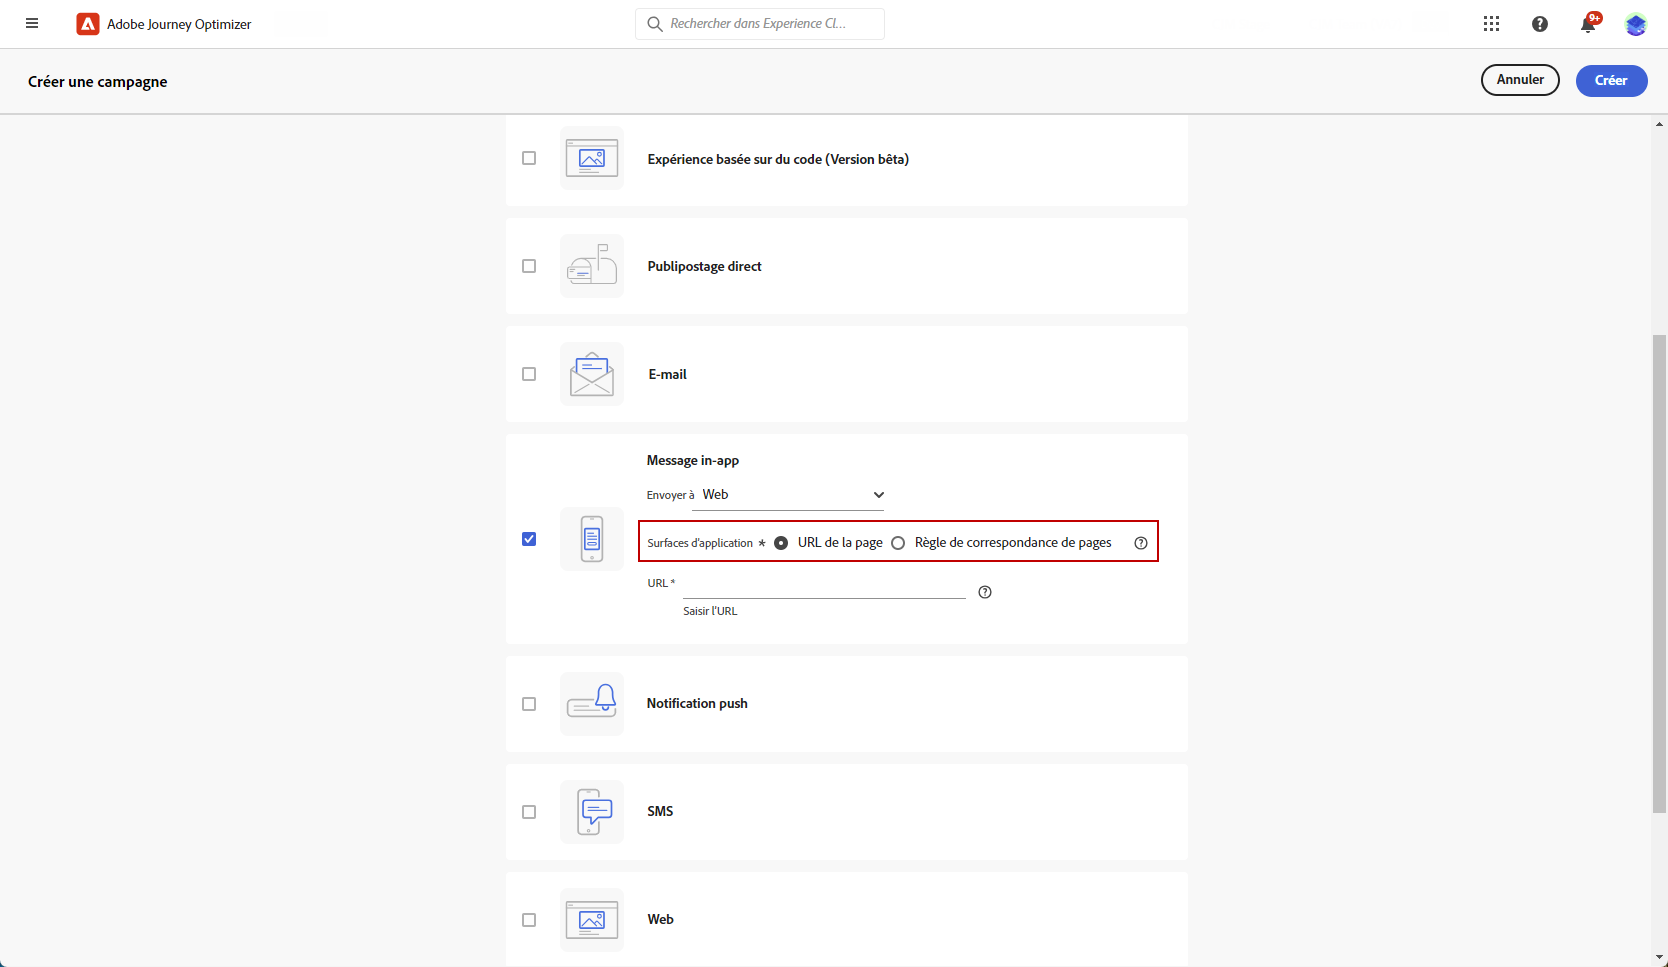 Adobe Journey Optimizer
Rechercher dans Experience Cl...
9+
Créer une campagne
Annuler
Créer
Expérience basée sur du code (Version bêta)
Publipostage direct
E-mail
Message in-app
Envoyer à Web
Surfaces d'application * URL de la page Règle de correspondance de pages
URL *
Saisir l'URL
Notification push
SMS
Web